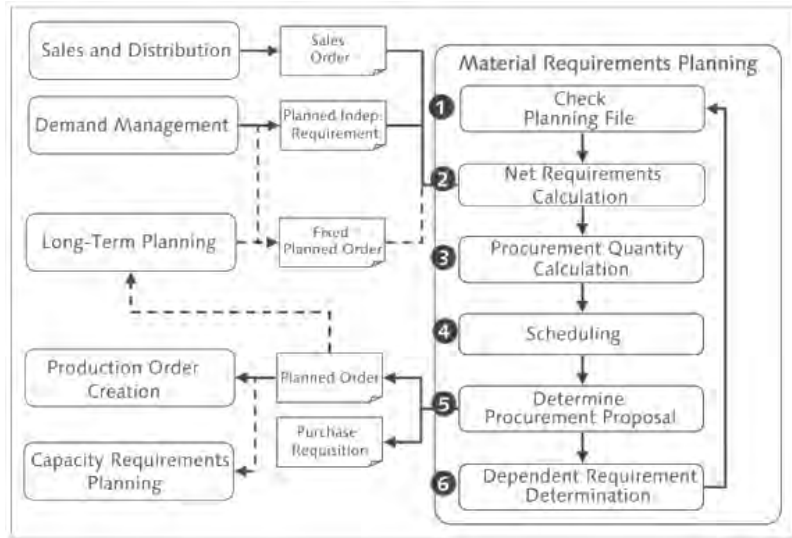 Sales and Distribution
Sales
Order
Material Requirements Planning
1
Check
Planning File
Demand Management
Planned Indep.
Requirement
2
Net Requirements
Calculation
Long-Term Planning
Fixed
Planned Order
3
Procurement Quantity
Calculation
4
Scheduling
Production Order
Creation
Planned Order
5
Determine
Procurement Proposal
Purchase
Requisition
Capacity Requirements
Planning
6
Dependent Requirement
Determination